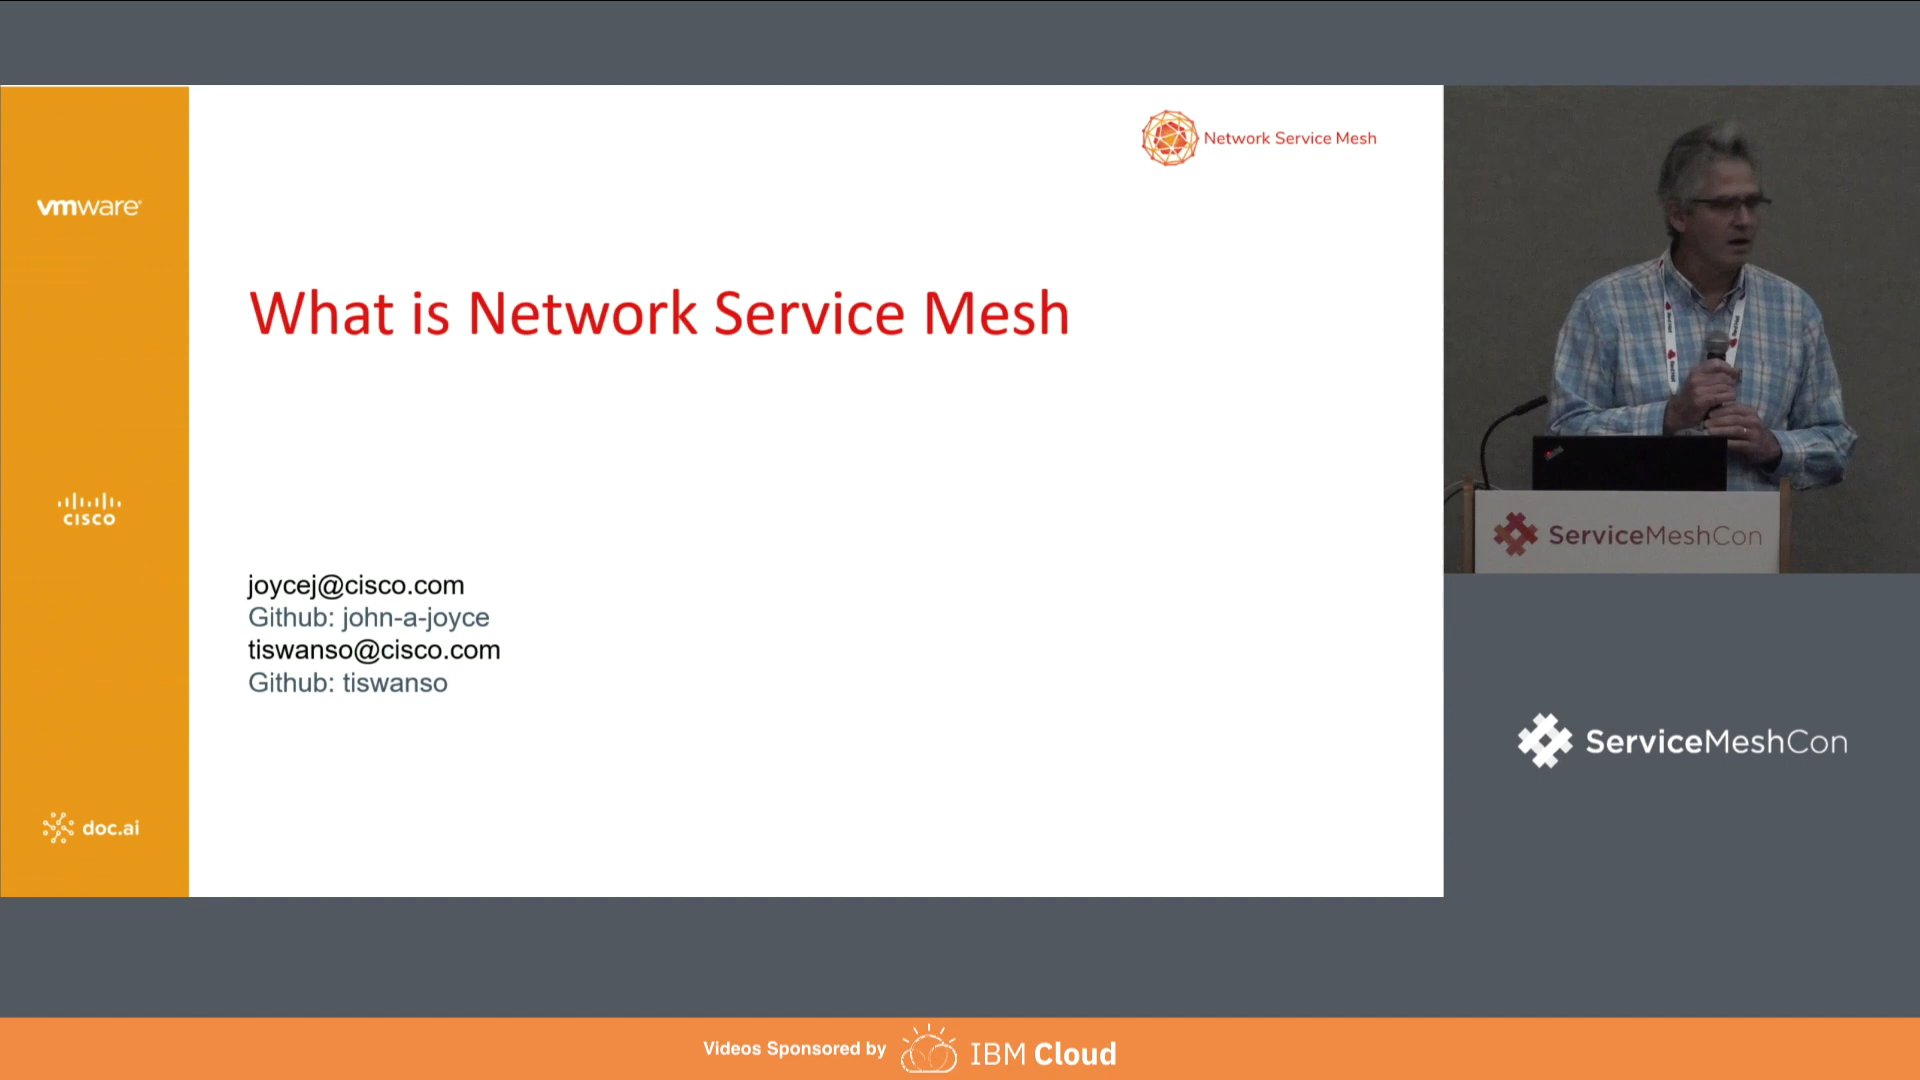 vmware
CISCO
doc.ai
Network Service Mesh
What is Network Service Mesh
joycej@cisco.com
Github: john-a-joyce
tiswanso@cisco.com
Github: tiswanso
ServiceMeshCon
ServiceMeshCon
Videos Sponsored by IBM Cloud